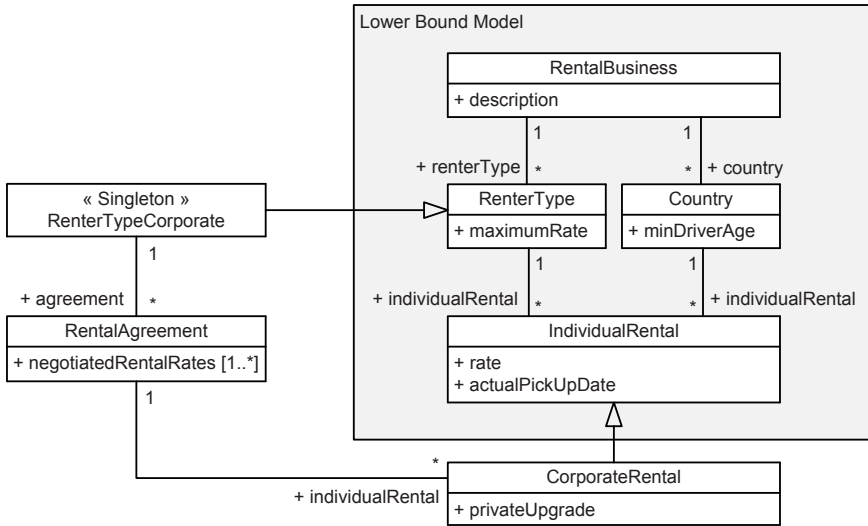 Lower Bound Model
RentalBusiness
+ description
1
1
+ renterType
*
*
+ country
« Singleton »
RenterTypeCorporate
RenterType
+ maximumRate
Country
+ minDriverAge
1
1
1
+ agreement
*
+ individualRental
*
*
+ individualRental
RentalAgreement
+ negotiatedRentalRates [1..*]
IndividualRental
+ rate
+ actualPickUpDate
1
*
+ individualRental
CorporateRental
+ privateUpgrade